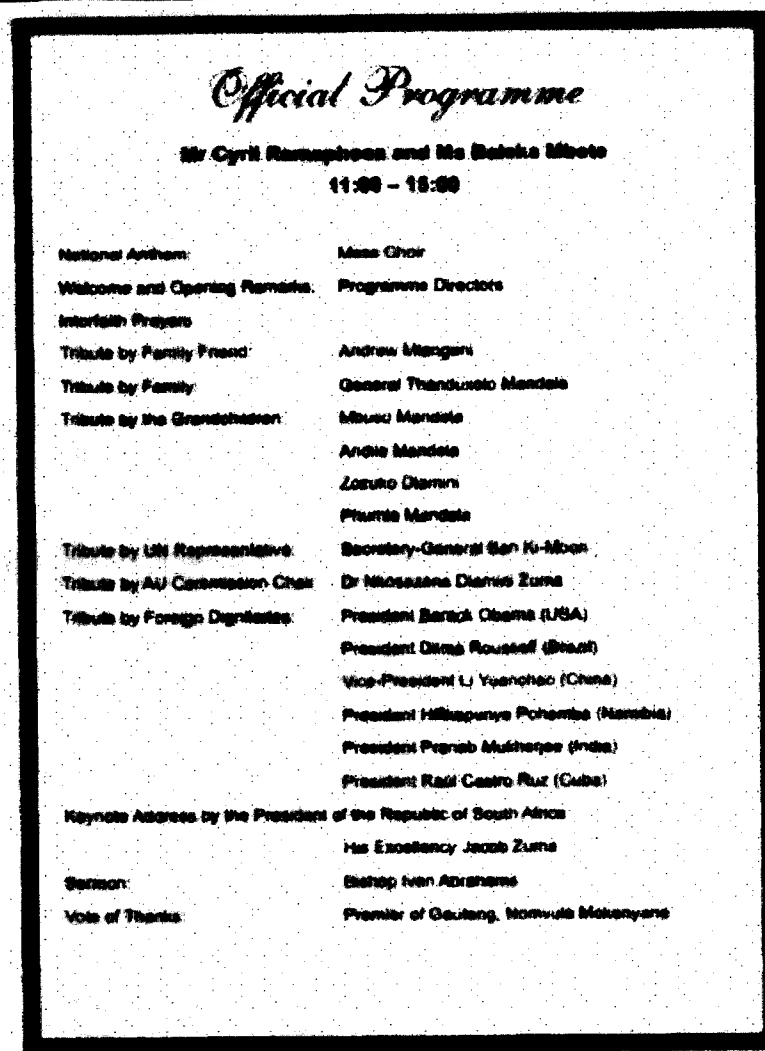 Official Programme
Mr Cyril Ramaphosa and Ms Baleka Mbete
11:00 – 15:00
National Anthem: Mass Choir
Welcome and Opening Remarks: Programme Directors
Interfaith Prayers
Tribute by Family Friend: Andrew Mlangeni
Tribute by Family: General Thanduxolo Mandela
Tribute by the Grandchildren: Mbuso Mandela
Andile Mandela
Zozuko Dlamini
Phumla Mandela
Tribute by UN Representative: Secretary-General Ban Ki-Moon
Tribute by AU Commission Chair: Dr Nkosazana Dlamini Zuma
Tribute by Foreign Dignitaries: President Barack Obama (USA)
President Dilma Rousseff (Brazil)
Vice-President Li Yuanchao (China)
President Hifikepunye Pohamba (Namibia)
President Pranab Mukherjee (India)
President Raúl Castro Ruz (Cuba)
Keynote Address by the President of the Republic of South Africa
His Excellency Jacob Zuma
Sermon: Bishop Ivan Abrahams
Vote of Thanks: Premier of Gauteng, Nomvula Mokonyane